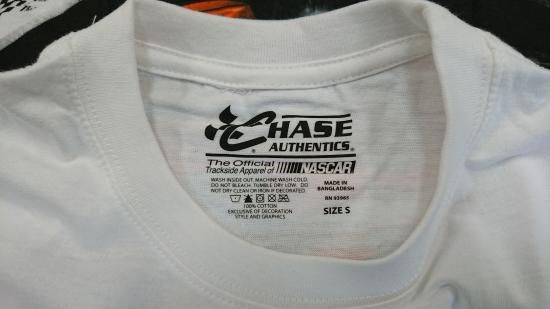 CHASE
AUTHENTICS®
The Official
Trackside Apparel of NASCAR
WASH INSIDE OUT. MACHINE WASH COLD.
DO NOT BLEACH. TUMBLE DRY LOW. DO
NOT DRY CLEAN OR IRON IF DECORATED.
100% COTTON
EXCLUSIVE OF DECORATION
STYLE AND GRAPHICS
MADE IN
BANGLADESH
RN 93965
SIZE S